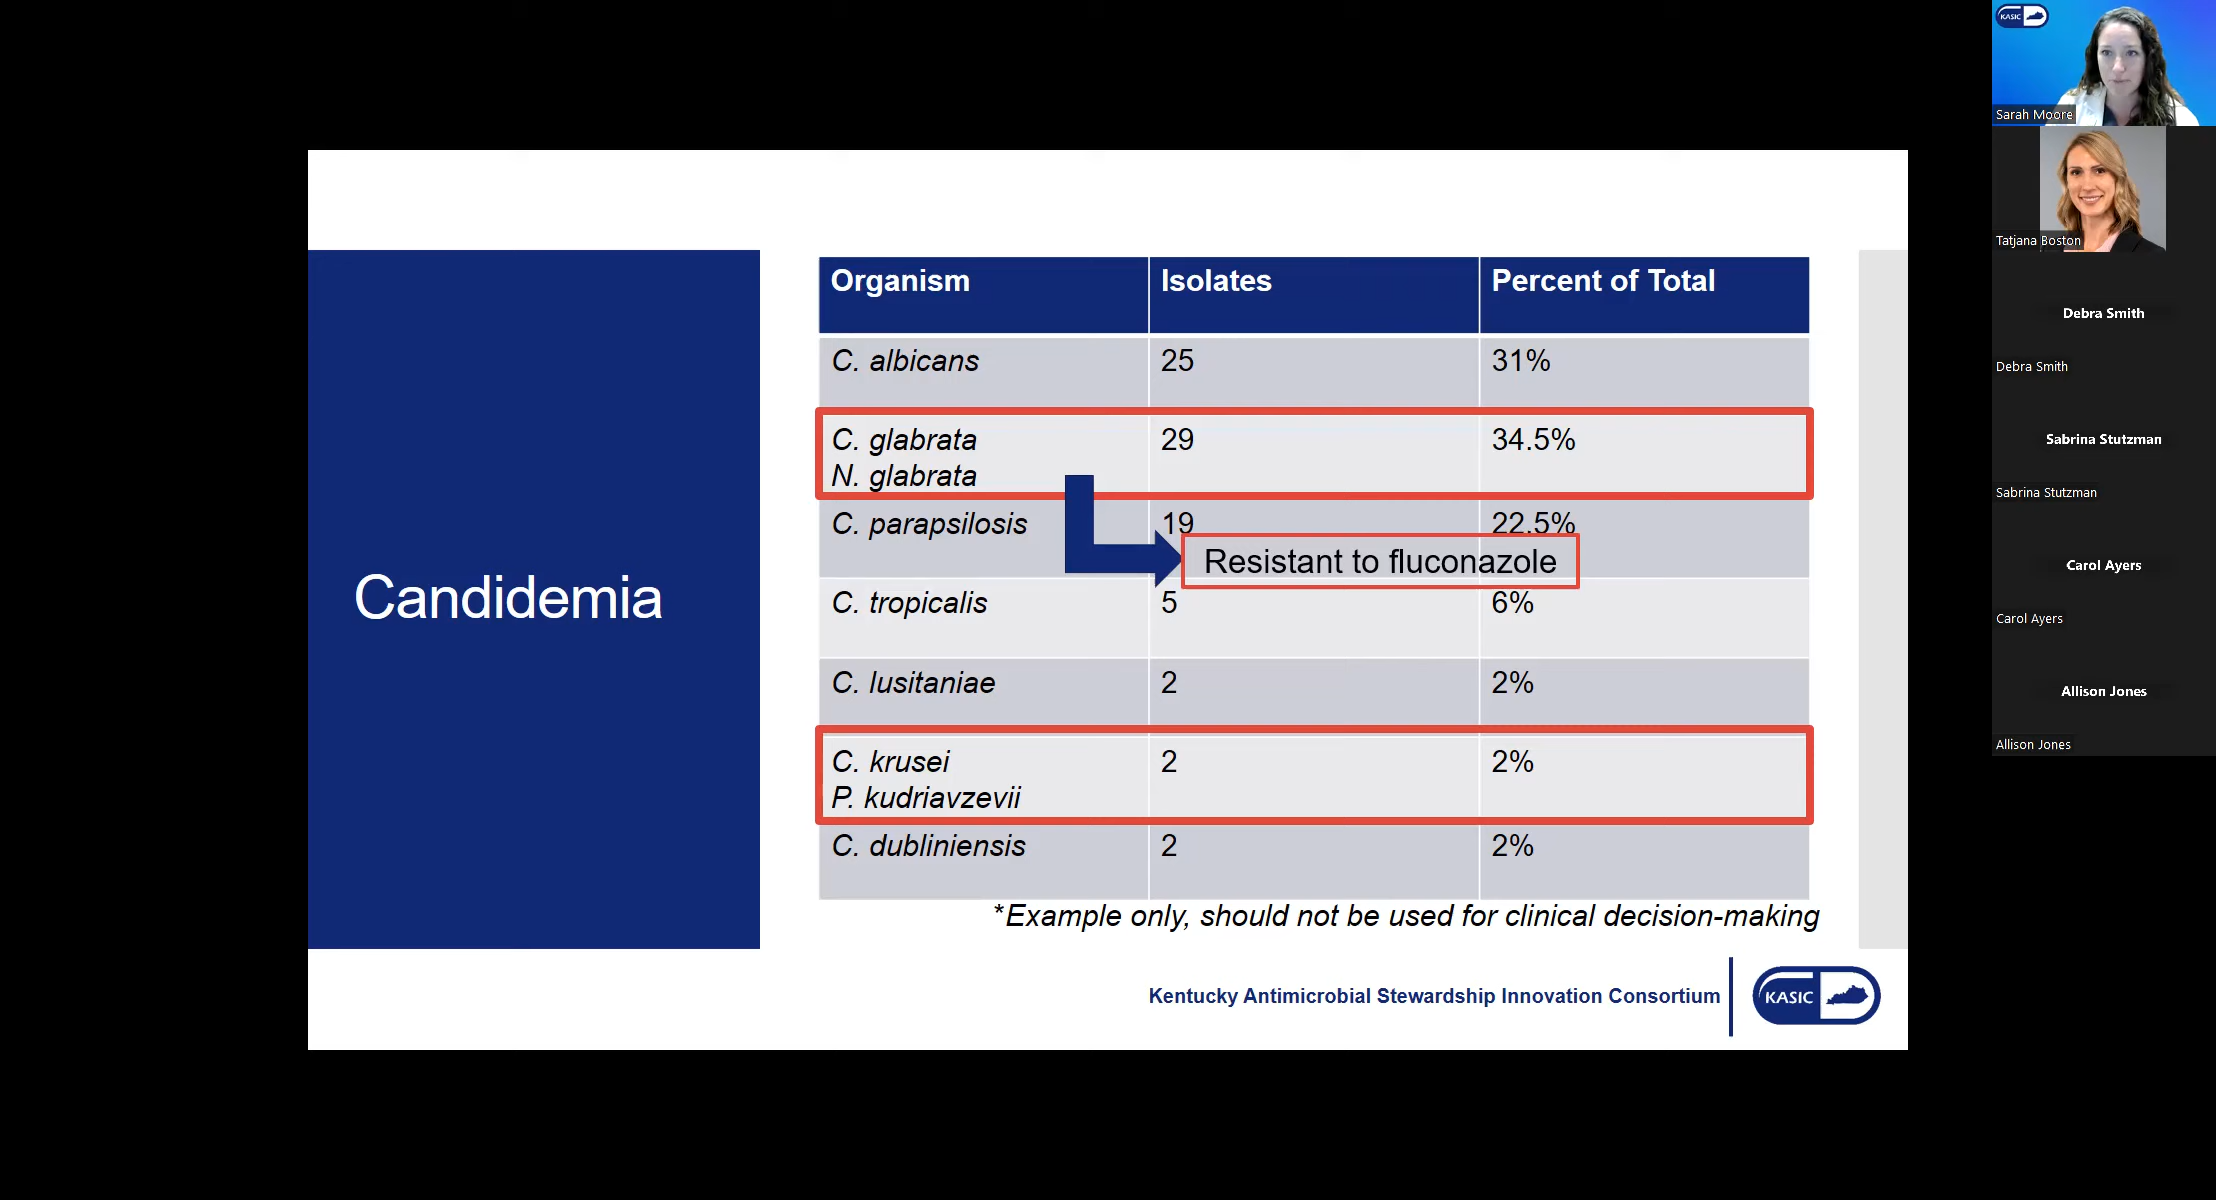 Candidemia
Organism Isolates Percent of Total
C. albicans 25 31%
C. glabrata 29 34.5%
N. glabrata
C. parapsilosis 19 22.5%
Resistant to fluconazole
C. tropicalis 5 6%
C. lusitaniae 2 2%
C. krusei 2 2%
P. kudriavzevii
C. dubliniensis 2 2%
*Example only, should not be used for clinical decision-making
Kentucky Antimicrobial Stewardship Innovation Consortium
KASIC
KASIC
Sarah Moore
Tatjana Boston
Debra Smith
Debra Smith
Sabrina Stutzman
Sabrina Stutzman
Carol Ayers
Carol Ayers
Allison Jones
Allison Jones